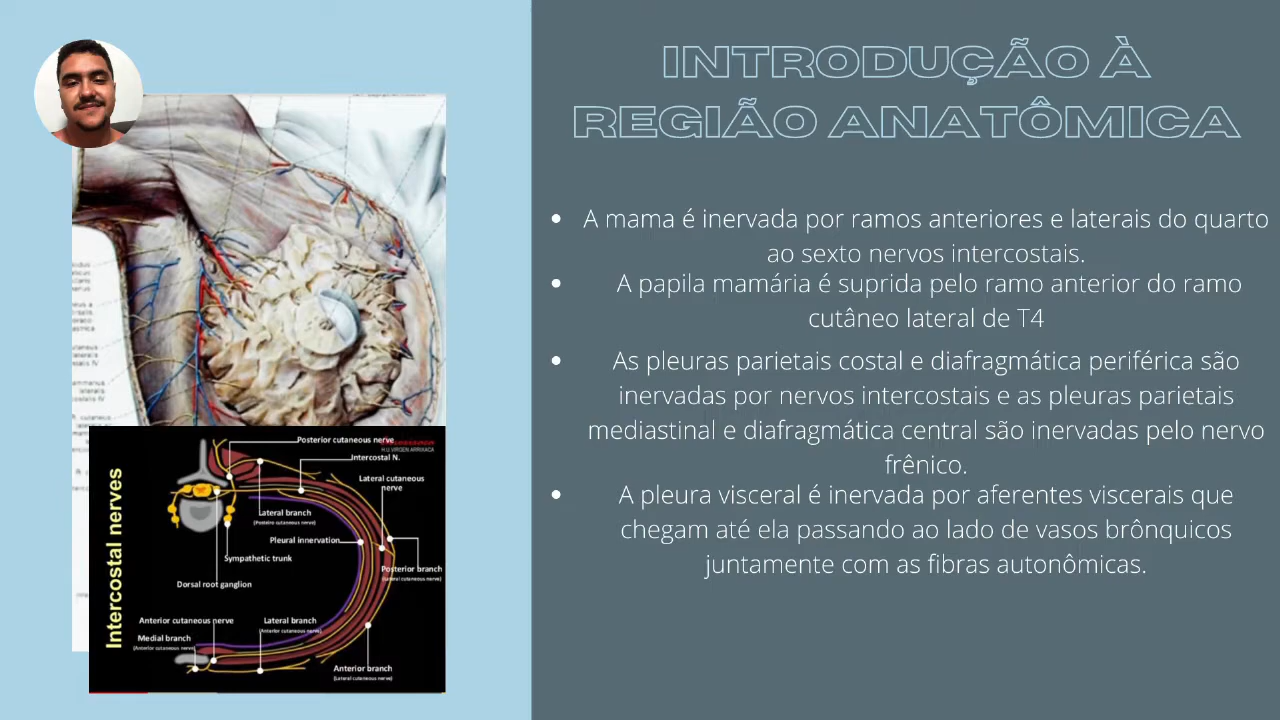 INTRODUÇÃO À
REGIÃO ANATÔMICA
A mama é inervada por ramos anteriores e laterais do quarto
ao sexto nervos intercostais.
A papila mamária é suprida pelo ramo anterior do ramo
cutâneo lateral de T4
As pleuras parietais costal e diafragmática periférica são
inervadas por nervos intercostais e as pleuras parietais
mediastinal e diafragmática central são inervadas pelo nervo
frênico.
A pleura visceral é inervada por aferentes viscerais que
chegam até ela passando ao lado de vasos brônquicos
juntamente com as fibras autonômicas.
Intercostal nerves
Posterior cutaneous nerve
H.U. VIRGEN ARRIXACA
Intercostal N.
Lateral cutaneous
nerve
Lateral branch
(Posterior cutaneous nerve)
Pleural innervation
Sympathetic trunk
Posterior branch
(Lateral cutaneous nerve)
Dorsal root ganglion
Anterior cutaneous nerve
Lateral branch
(Anterior cutaneous nerve)
Medial branch
(Anterior cutaneous nerve)
Anterior branch
(Lateral cutaneous nerve)